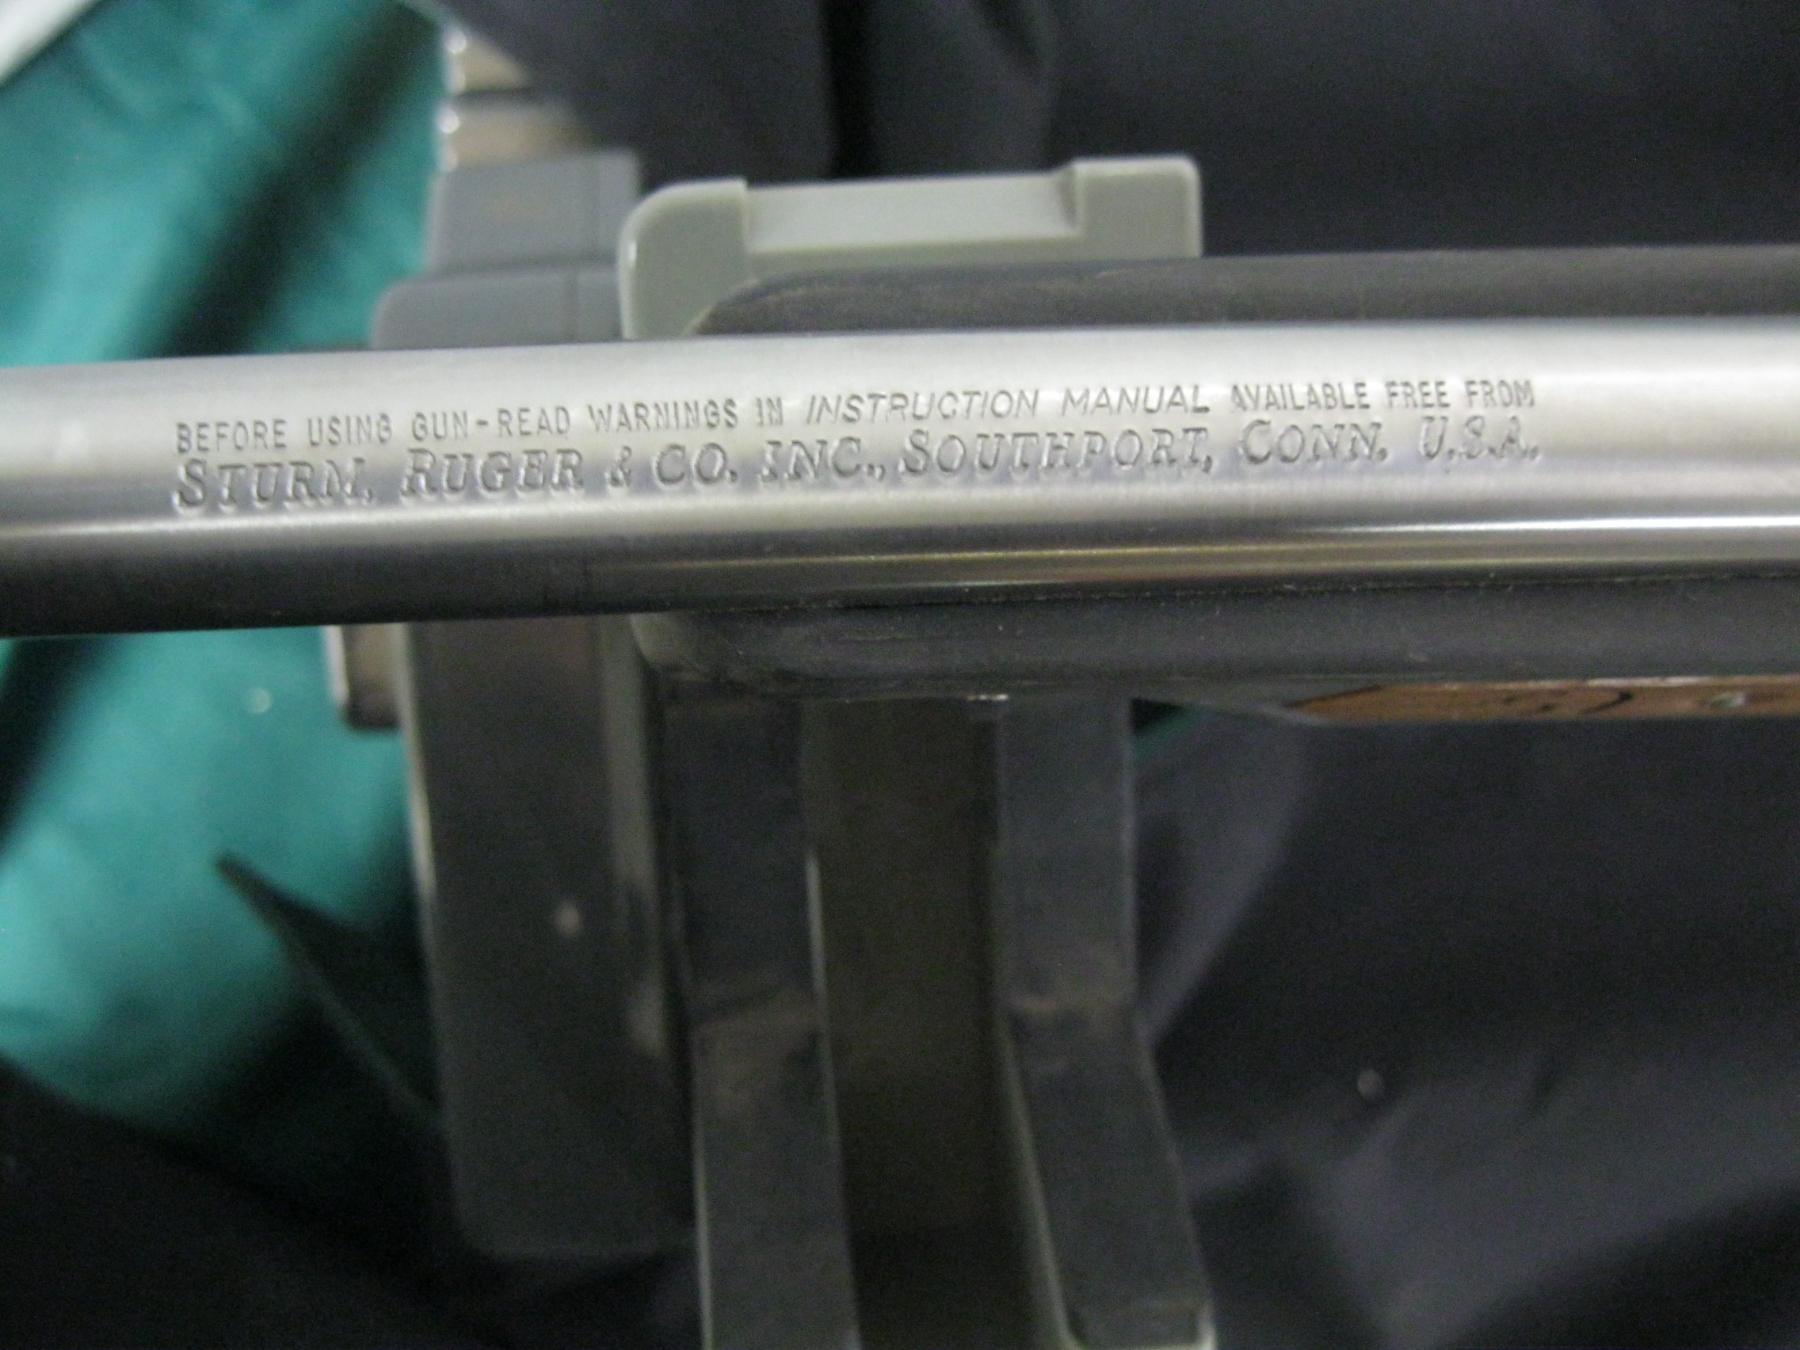 BEFORE USING GUN-READ WARNINGS IN INSTRUCTION MANUAL AVAILABLE FREE FROM
STURM, RUGER & CO. INC., SOUTHPORT, CONN. U.S.A.